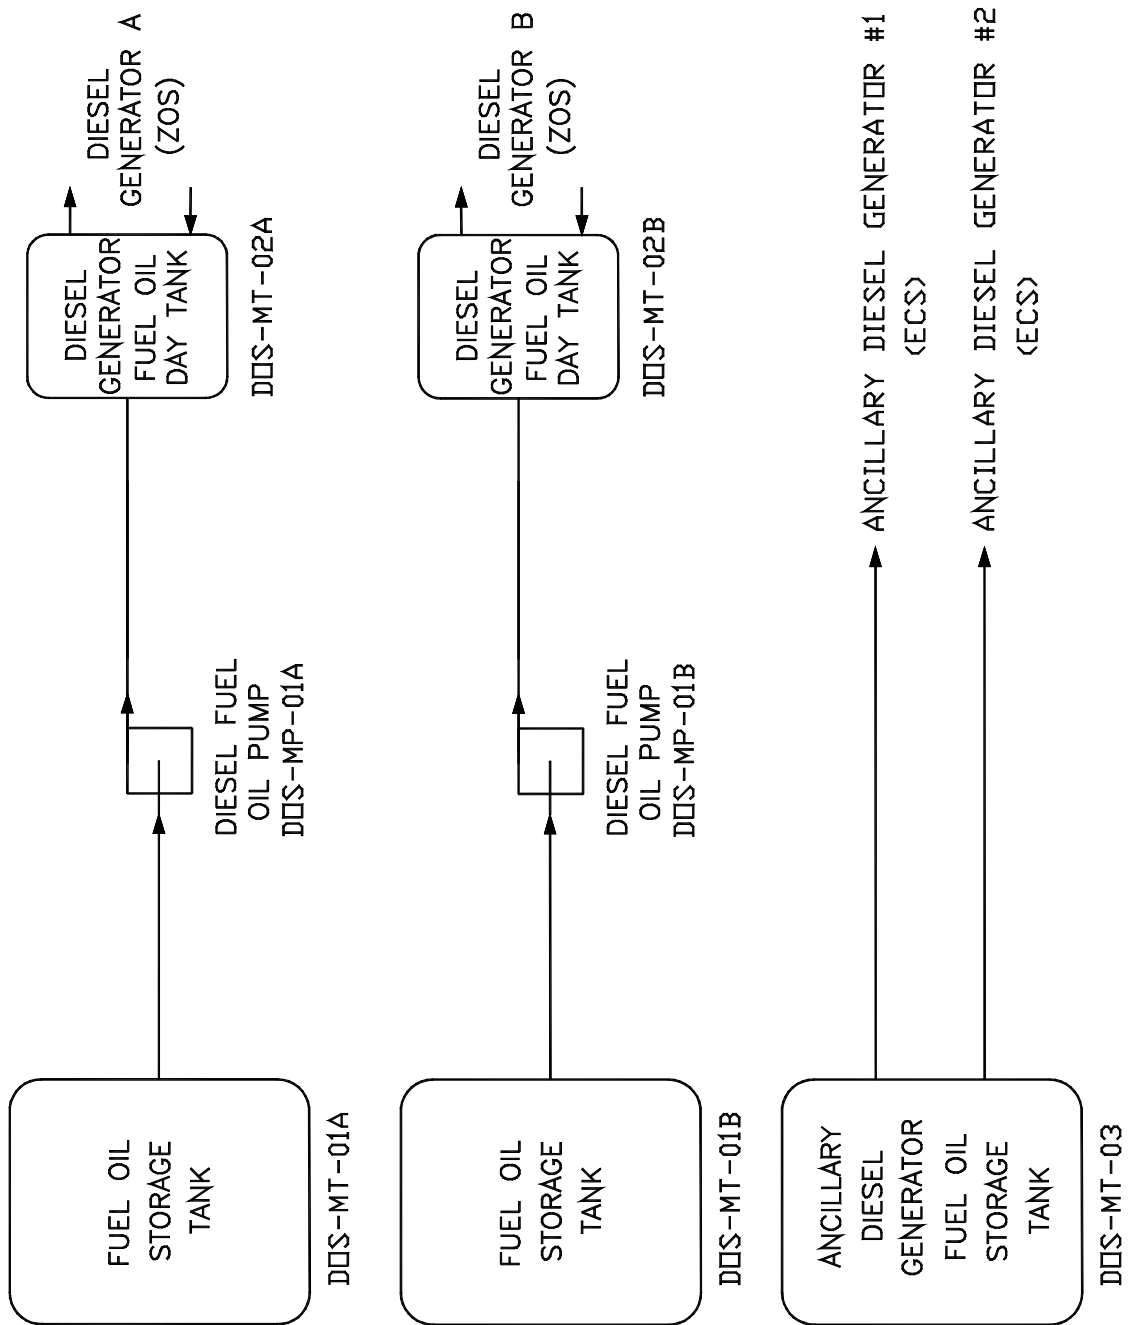 FUEL OIL
STORAGE
TANK
DOS-MT-01A
DIESEL FUEL
OIL PUMP
DOS-MP-01A
DIESEL
GENERATOR
FUEL OIL
DAY TANK
DOS-MT-02A
DIESEL
GENERATOR A
(ZOS)
FUEL OIL
STORAGE
TANK
DOS-MT-01B
DIESEL FUEL
OIL PUMP
DOS-MP-01B
DIESEL
GENERATOR
FUEL OIL
DAY TANK
DOS-MT-02B
DIESEL
GENERATOR B
(ZOS)
ANCILLARY
DIESEL
GENERATOR
FUEL OIL
STORAGE
TANK
DOS-MT-03
ANCILLARY DIESEL GENERATOR #1
(ECS)
ANCILLARY DIESEL GENERATOR #2
(ECS)